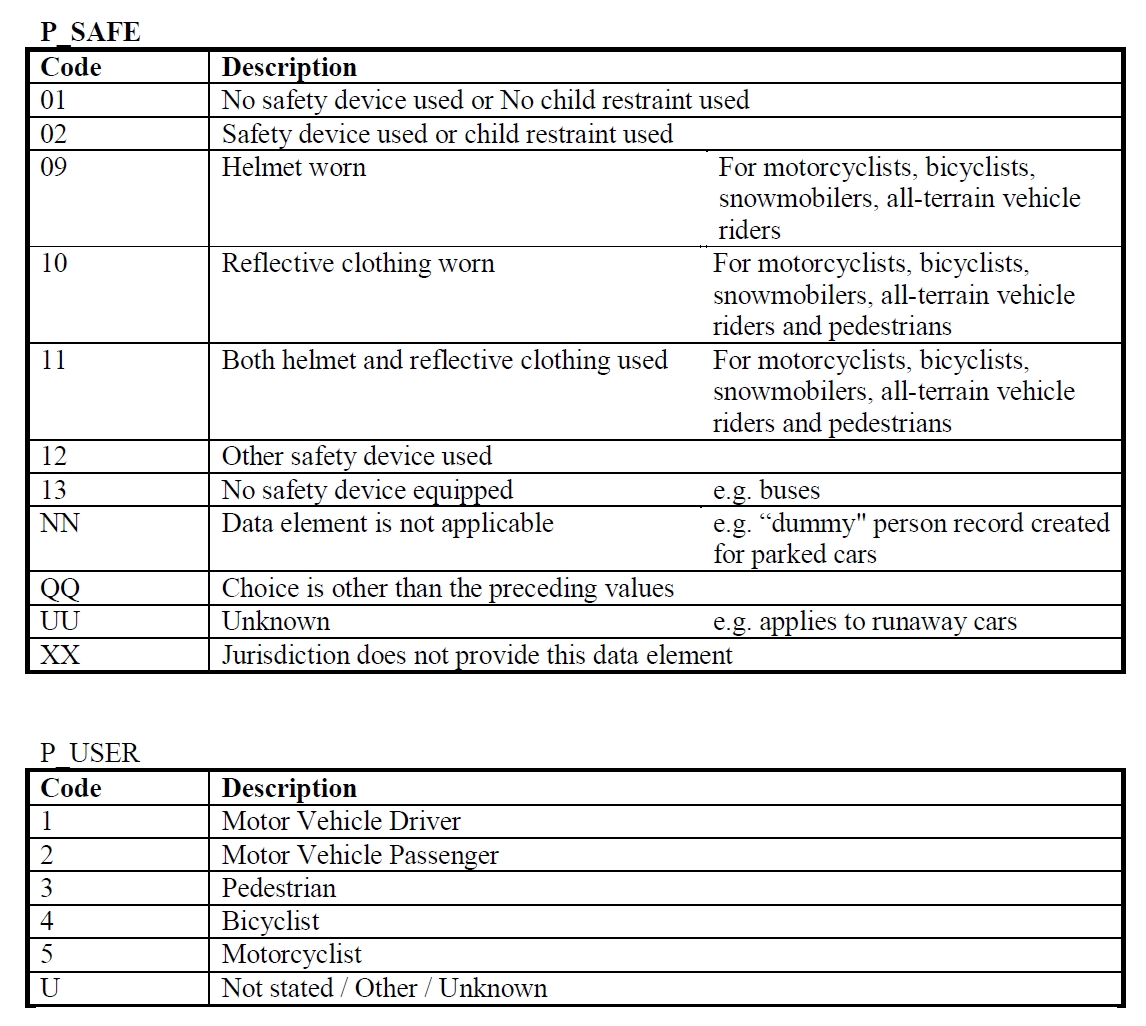 P_SAFE
Code Description
01 No safety device used or No child restraint used
02 Safety device used or child restraint used
09 Helmet worn For motorcyclists, bicyclists,
snowmobilers, all-terrain vehicle
riders
10 Reflective clothing worn For motorcyclists, bicyclists,
snowmobilers, all-terrain vehicle
riders and pedestrians
11 Both helmet and reflective clothing used For motorcyclists, bicyclists,
snowmobilers, all-terrain vehicle
riders and pedestrians
12 Other safety device used
13 No safety device equipped e.g. buses
NN Data element is not applicable e.g. “dummy" person record created
for parked cars
QQ Choice is other than the preceding values
UU Unknown e.g. applies to runaway cars
XX Jurisdiction does not provide this data element
P_USER
Code Description
1 Motor Vehicle Driver
2 Motor Vehicle Passenger
3 Pedestrian
4 Bicyclist
5 Motorcyclist
U Not stated / Other / Unknown